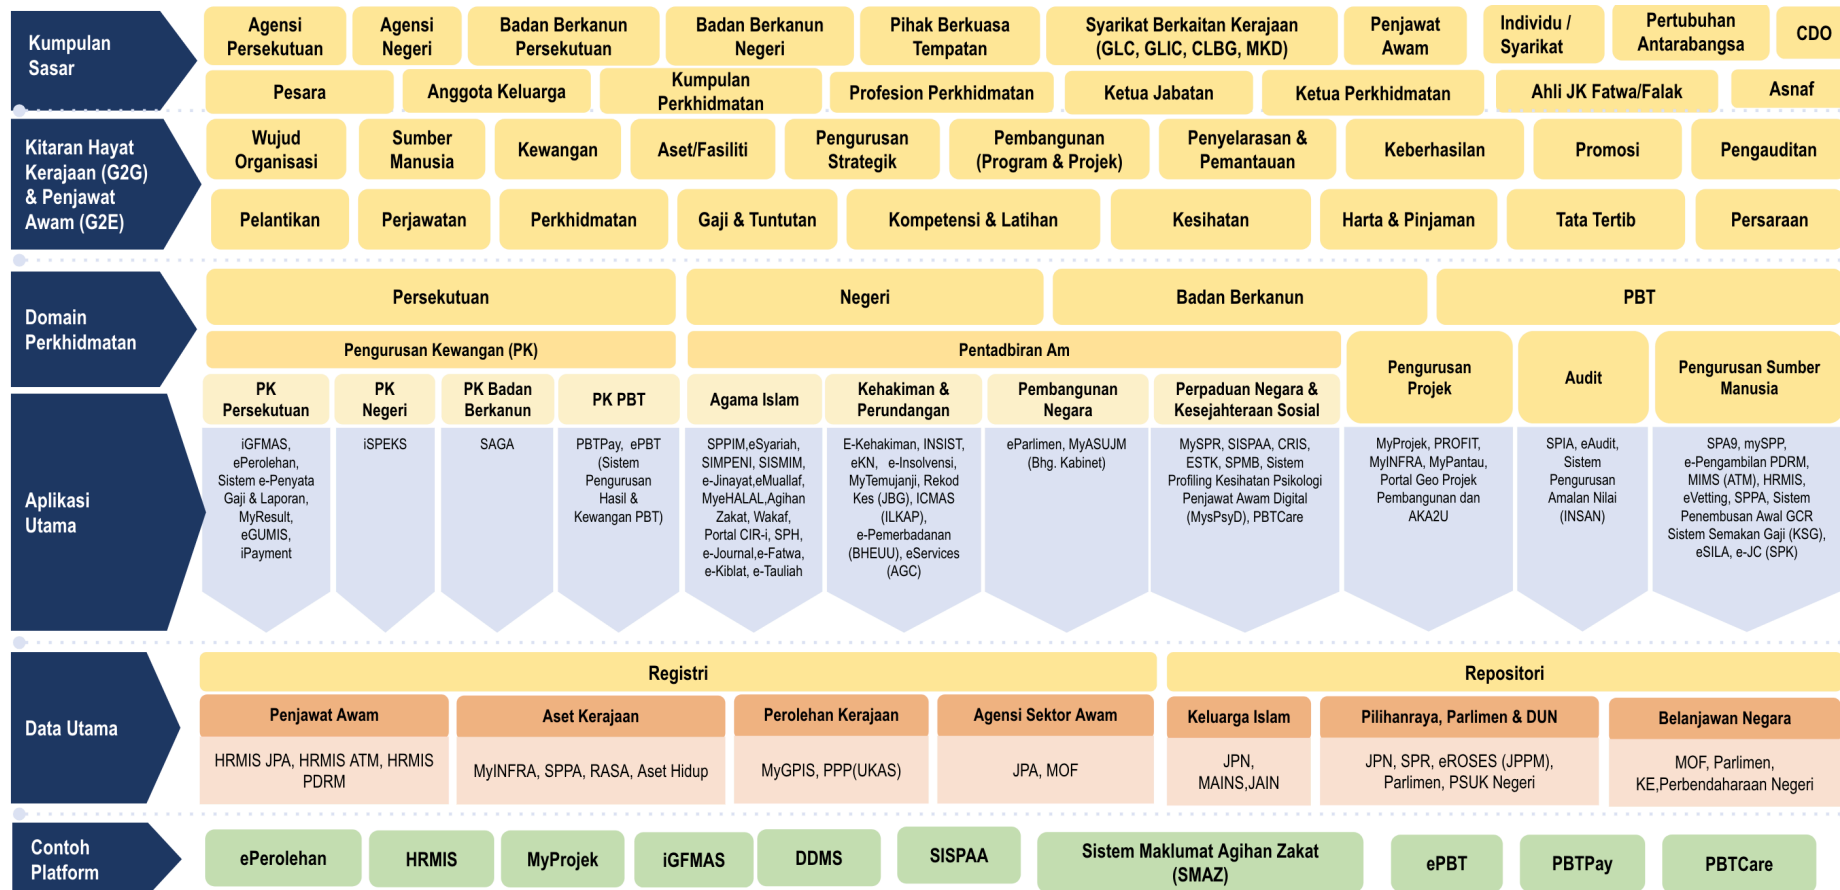 Kumpulan
Sasar
Agensi
Persekutuan
Agensi
Negeri
Badan Berkanun
Persekutuan
Badan Berkanun
Negeri
Pihak Berkuasa
Tempatan
Syarikat Berkaitan Kerajaan
(GLC, GLIC, CLBG, MKD)
Penjawat
Awam
Individu /
Syarikat
Pertubuhan
Antarabangsa
CDO
Pesara
Anggota Keluarga
Kumpulan
Perkhidmatan
Profesion Perkhidmatan
Ketua Jabatan
Ketua Perkhidmatan
Ahli JK Fatwa/Falak
Asnaf
Kitaran Hayat
Kerajaan (G2G)
& Penjawat
Awam (G2E)
Wujud
Organisasi
Sumber
Manusia
Kewangan
Aset/Fasiliti
Pengurusan
Strategik
Pembangunan
(Program & Projek)
Penyelarasan &
Pemantauan
Keberhasilan
Promosi
Pengauditan
Pelantikan
Perjawatan
Perkhidmatan
Gaji & Tuntutan
Kompetensi & Latihan
Kesihatan
Harta & Pinjaman
Tata Tertib
Persaraan
Domain
Perkhidmatan
Persekutuan
Negeri
Badan Berkanun
PBT
Pengurusan Kewangan (PK)
Pentadbiran Am
Pengurusan
Projek
Audit
Pengurusan Sumber
Manusia
PK
Persekutuan
PK
Negeri
PK Badan
Berkanun
PK PBT
Agama Islam
Kehakiman &
Perundangan
Pembangunan
Negara
Perpaduan Negara &
Kesejahteraan Sosial
Aplikasi
Utama
iGFMAS,
ePerolehan,
Sistem e-Penyata
Gaji & Laporan,
MyResult,
eGUMIS,
iPayment
iSPEKS
SAGA
PBTPay, ePBT
(Sistem
Pengurusan
Hasil &
Kewangan PBT)
SPPIM,eSyariah,
SIMPENI, SISMIM,
e-Jinayat,eMuallaf,
MyeHALAL,Agihan
Zakat, Wakaf,
Portal CIR-i, SPH,
e-Journal,e-Fatwa,
e-Kiblat, e-Tauliah
E-Kehakiman, INSIST,
eKN, e-Insolvensi,
MyTemujanji, Rekod
Kes (JBG), ICMAS
(ILKAP),
e-Pemerbadanan
(BHEUU), eServices
(AGC)
eParlimen, MyASUJM
(Bhg. Kabinet)
MySPR, SISPAA, CRIS,
ESTK, SPMB, Sistem
Profiling Kesihatan Psikologi
Penjawat Awam Digital
(MysPsyD), PBTCare
MyProjek, PROFIT,
MyINFRA, MyPantau,
Portal Geo Projek
Pembangunan dan
AKA2U
SPIA, eAudit,
Sistem
Pengurusan
Amalan Nilai
(INSAN)
SPA9, mySPP,
e-Pengambilan PDRM,
MIMS (ATM), HRMIS,
eVetting, SPPA, Sistem
Penembusan Awal GCR
Sistem Semakan Gaji (KSG),
eSILA, e-JC (SPK)
Data Utama
Registri
Repositori
Penjawat Awam
Aset Kerajaan
Perolehan Kerajaan
Agensi Sektor Awam
Keluarga Islam
Pilihanraya, Parlimen & DUN
Belanjawan Negara
HRMIS JPA, HRMIS ATM, HRMIS
PDRM
MyINFRA, SPPA, RASA, Aset Hidup
MyGPIS, PPP(UKAS)
JPA, MOF
JPN,
MAINS,JAIN
JPN, SPR, eROSES (JPPM),
Parlimen, PSUK Negeri
MOF, Parlimen,
KE,Perbendaharaan Negeri
Contoh
Platform
ePerolehan
HRMIS
MyProjek
iGFMAS
DDMS
SISPAA
Sistem Maklumat Agihan Zakat
(SMAZ)
ePBT
PBTPay
PBTCare